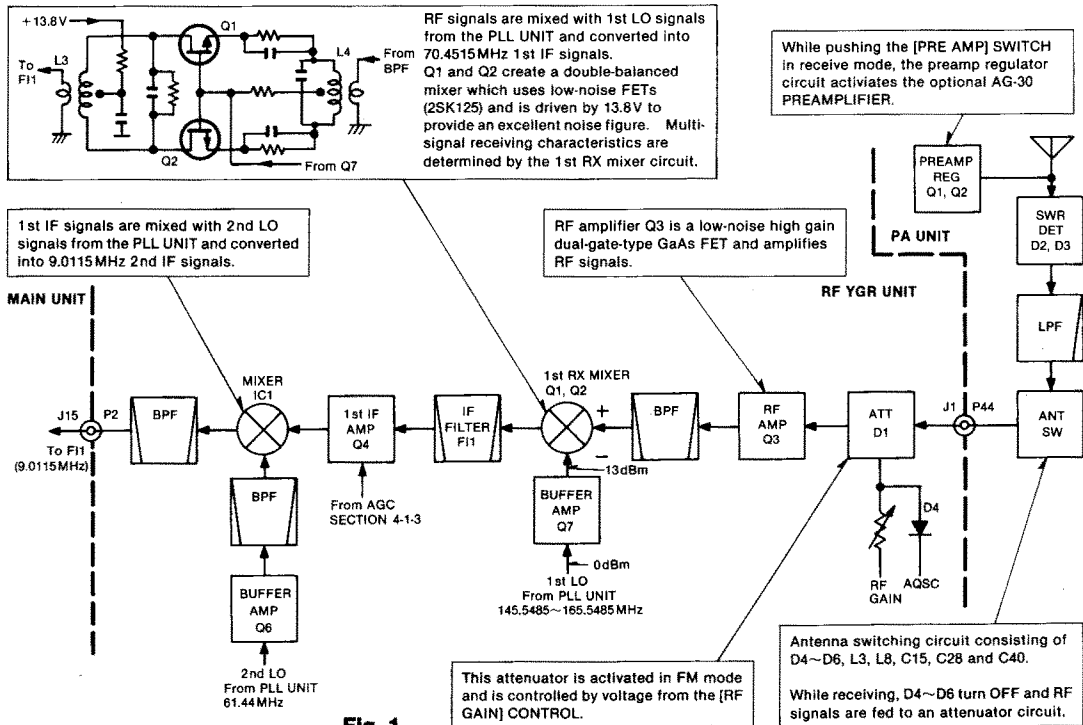 +13.8V
Q1
L3
L4
To
FI1
From
BPF
Q2
From Q7
RF signals are mixed with 1st LO signals
from the PLL UNIT and converted into
70.4515MHz 1st IF signals.
Q1 and Q2 create a double-balanced
mixer which uses low-noise FETs
(2SK125) and is driven by 13.8V to
provide an excellent noise figure. Multi-
signal receiving characteristics are
determined by the 1st RX mixer circuit.
While pushing the [PRE AMP] SWITCH
in receive mode, the preamp regulator
circuit activiates the optional AG-30
PREAMPLIFIER.
PREAMP
REG
Q1, Q2
PA UNIT
SWR
DET
D2, D3
1st IF signals are mixed with 2nd LO
signals from the PLL UNIT and converted
into 9.0115MHz 2nd IF signals.
RF amplifier Q3 is a low-noise high gain
dual-gate-type GaAs FET and amplifies
RF signals.
MAIN UNIT
RF YGR UNIT
LPF
J15
P2
BPF
MIXER
IC1
1st IF
AMP
Q4
IF
FILTER
FI1
1st RX MIXER
Q1, Q2
+
−
BPF
RF
AMP
Q3
ATT
D1
J1
P44
ANT
SW
To FI1
(9.0115MHz)
BPF
From AGC
SECTION 4-1-3
13dBm
BUFFER
AMP
Q7
0dBm
1st LO
From PLL UNIT
145.5485~165.5485MHz
D4
RF
GAIN
AQSC
BUFFER
AMP
Q6
2nd LO
From PLL UNIT
61.44MHz
This attenuator is activated in FM mode
and is controlled by voltage from the [RF
GAIN] CONTROL.
Antenna switching circuit consisting of
D4~D6, L3, L8, C15, C28 and C40.
While receiving, D4~D6 turn OFF and RF
signals are fed to an attenuator circuit.
Fig. 1